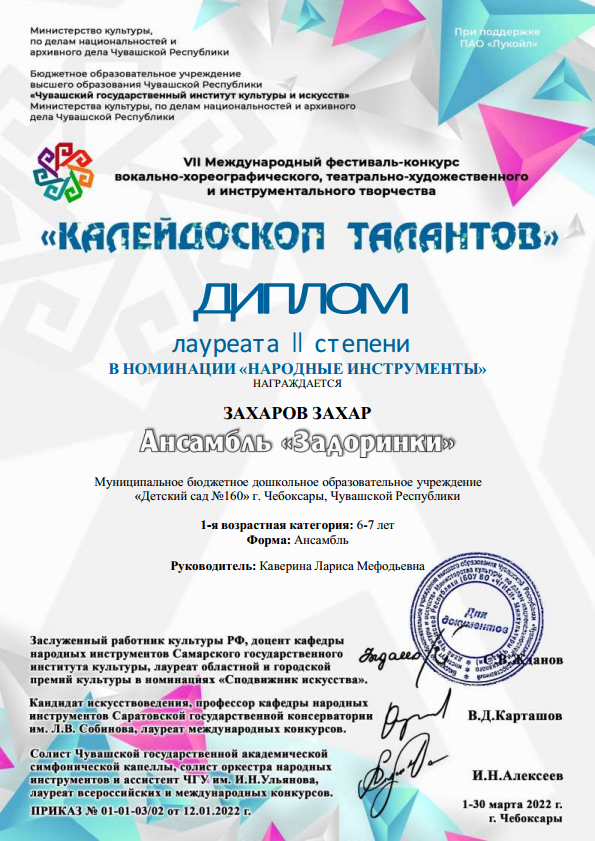 Министерство культуры,
по делам национальностей и
архивного дела Чувашской Республики
При поддержке
ПАО «Лукойл»
Бюджетное образовательное учреждение
высшего образования Чувашской Республики
«Чувашский государственный институт культуры и искусств»
Министерства культуры, по делам национальностей и архивного
дела Чувашской Республики
VII Международный фестиваль-конкурс
вокально-хореографического, театрально-художественного
и инструментального творчества
«КАЛЕЙДОСКОП ТАЛАНТОВ»
ДИПЛОМ
лауреата II степени
В НОМИНАЦИИ «НАРОДНЫЕ ИНСТРУМЕНТЫ»
НАГРАЖДАЕТСЯ
ЗАХАРОВ ЗАХАР
Ансамбль «Задоринки»
Муниципальное бюджетное дошкольное образовательное учреждение
«Детский сад №160» г. Чебоксары, Чувашской Республики
1-я возрастная категория: 6-7 лет
Форма: Ансамбль
Руководитель: Каверина Лариса Мефодьевна
Для
документов
Заслуженный работник культуры РФ, доцент кафедры
народных инструментов Самарского государственного
института культуры, лауреат областной и городской
премий культуры в номинациях «Сподвижник искусства».
С.В.Жданов
Кандидат искусствоведения, профессор кафедры народных
инструментов Саратовской государственной консерватории
им. Л.В. Собинова, лауреат международных конкурсов.
В.Д.Карташов
Солист Чувашской государственной академической
симфонической капеллы, солист оркестра народных
инструментов и ассистент ЧГУ им. И.Н.Ульянова,
лауреат всероссийских и международных конкурсов.
И.Н.Алексеев
ПРИКАЗ № 01-01-03/02 от 12.01.2022 г.
1-30 марта 2022 г.
г. Чебоксары